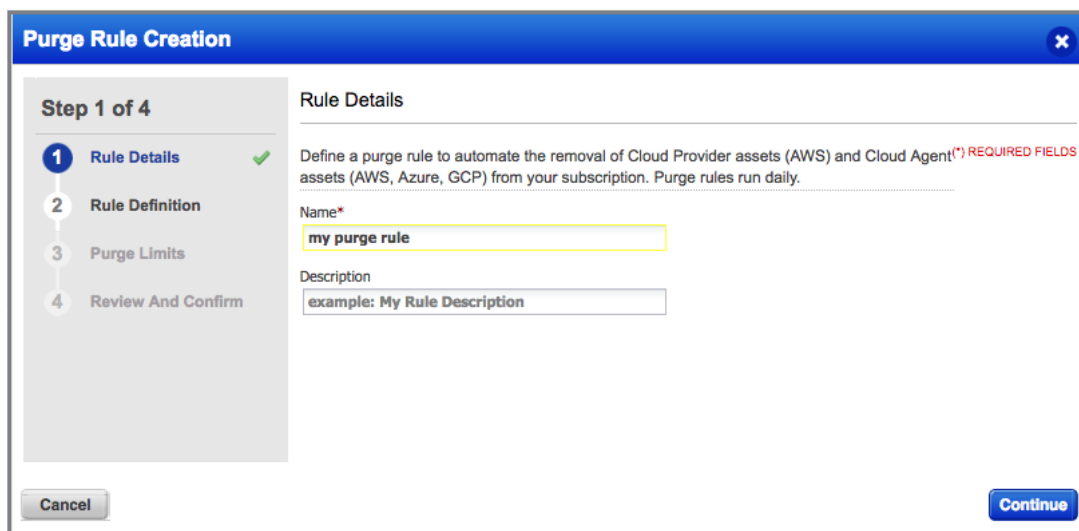 Purge Rule Creation
Step 1 of 4
1 Rule Details
2 Rule Definition
3 Purge Limits
4 Review And Confirm
Rule Details
Define a purge rule to automate the removal of Cloud Provider assets (AWS) and Cloud Agent (*) REQUIRED FIELDS
assets (AWS, Azure, GCP) from your subscription. Purge rules run daily.
Name*
my purge rule
Description
example: My Rule Description
Cancel
Continue